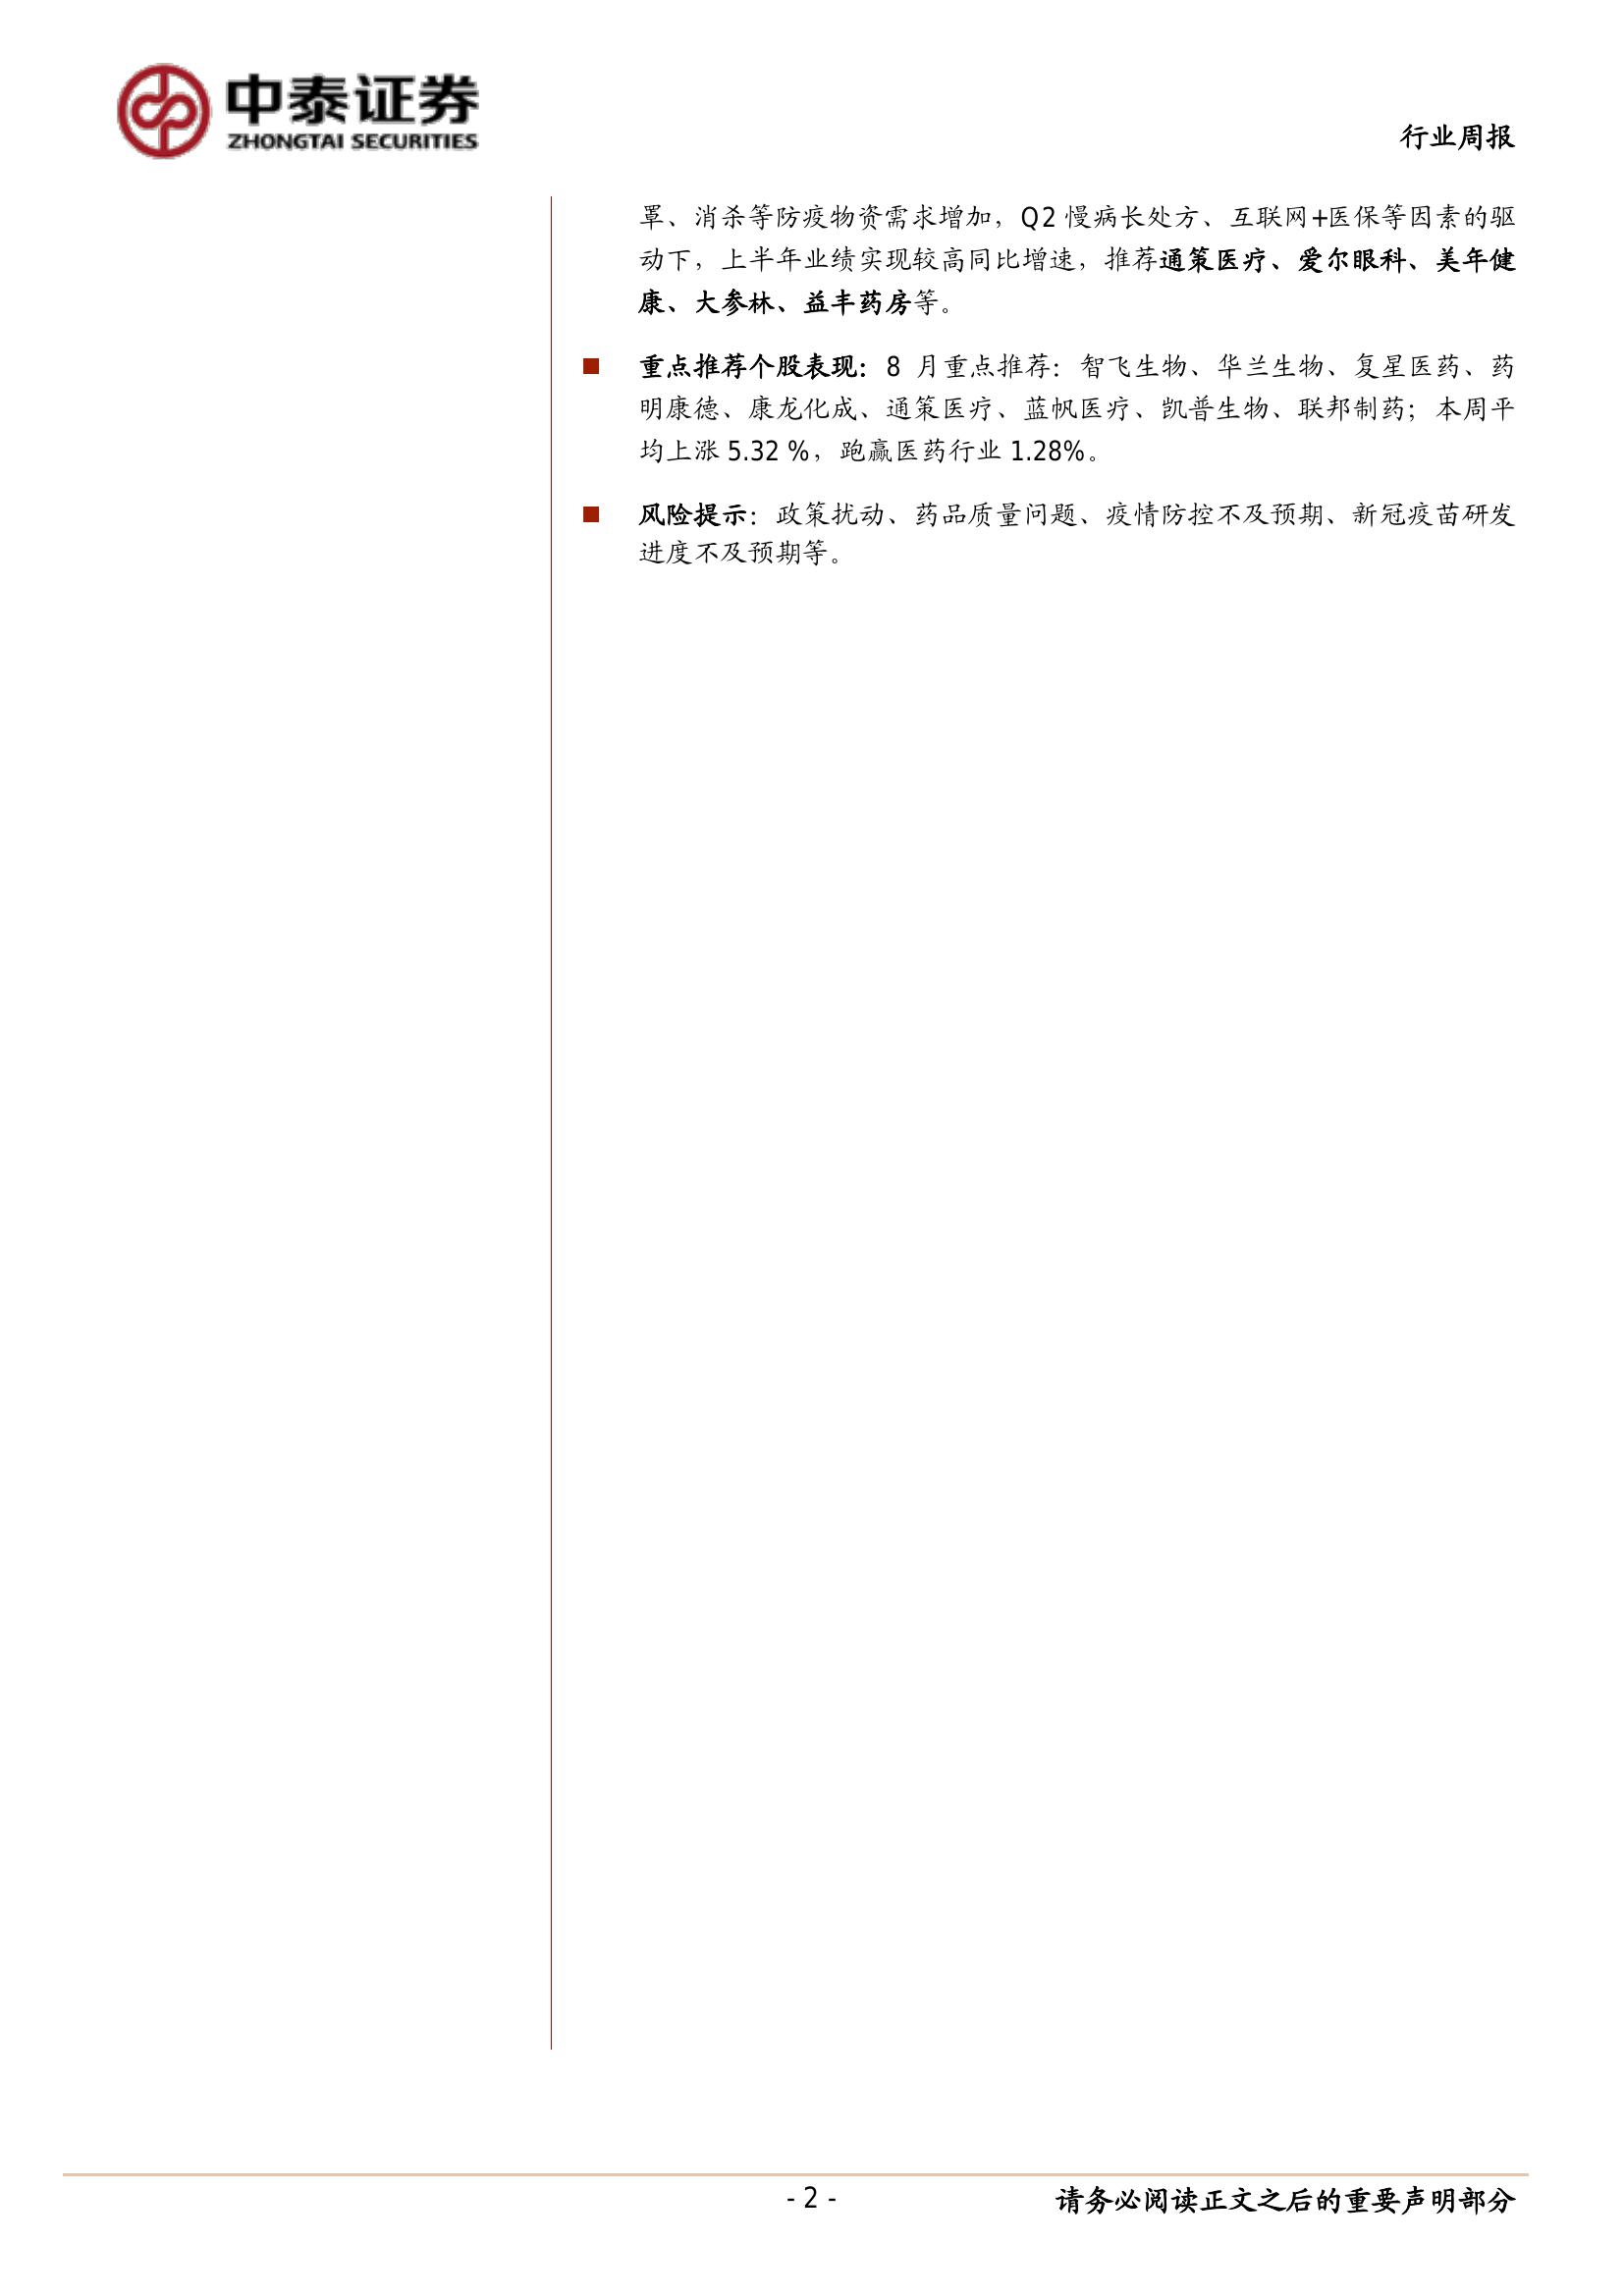 中泰证券
ZHONGTAI SECURITIES
行业周报
罩、消杀等防疫物资需求增加，Q2 慢病长处方、互联网+医保等因素的驱
动下，上半年业绩实现较高同比增速，推荐通策医疗、爱尔眼科、美年健
康、大参林、益丰药房等。
重点推荐个股表现：8 月重点推荐：智飞生物、华兰生物、复星医药、药
明康德、康龙化成、通策医疗、蓝帆医疗、凯普生物、联邦制药；本周平
均上涨 5.32 %，跑赢医药行业 1.28%。
风险提示：政策扰动、药品质量问题、疫情防控不及预期、新冠疫苗研发
进度不及预期等。
- 2 -
请务必阅读正文之后的重要声明部分